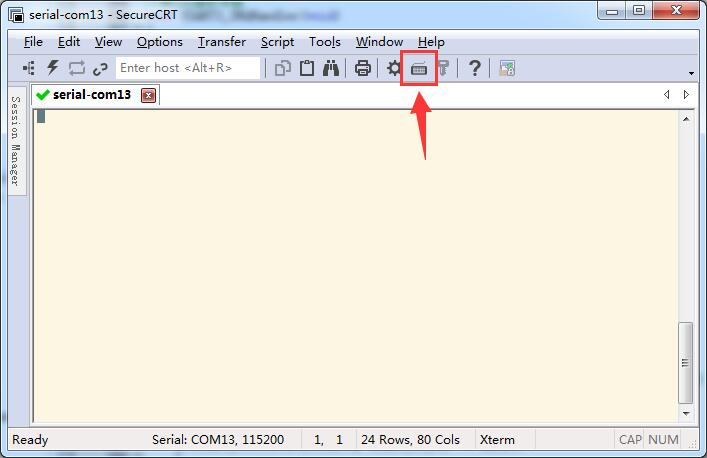 serial-com13 - SecureCRT
File Edit View Options Transfer Script Tools Window Help
Enter host <Alt+R>
serial-com13
Session Manager
Ready Serial: COM13, 115200 1, 1 24 Rows, 80 Cols Xterm CAP NUM